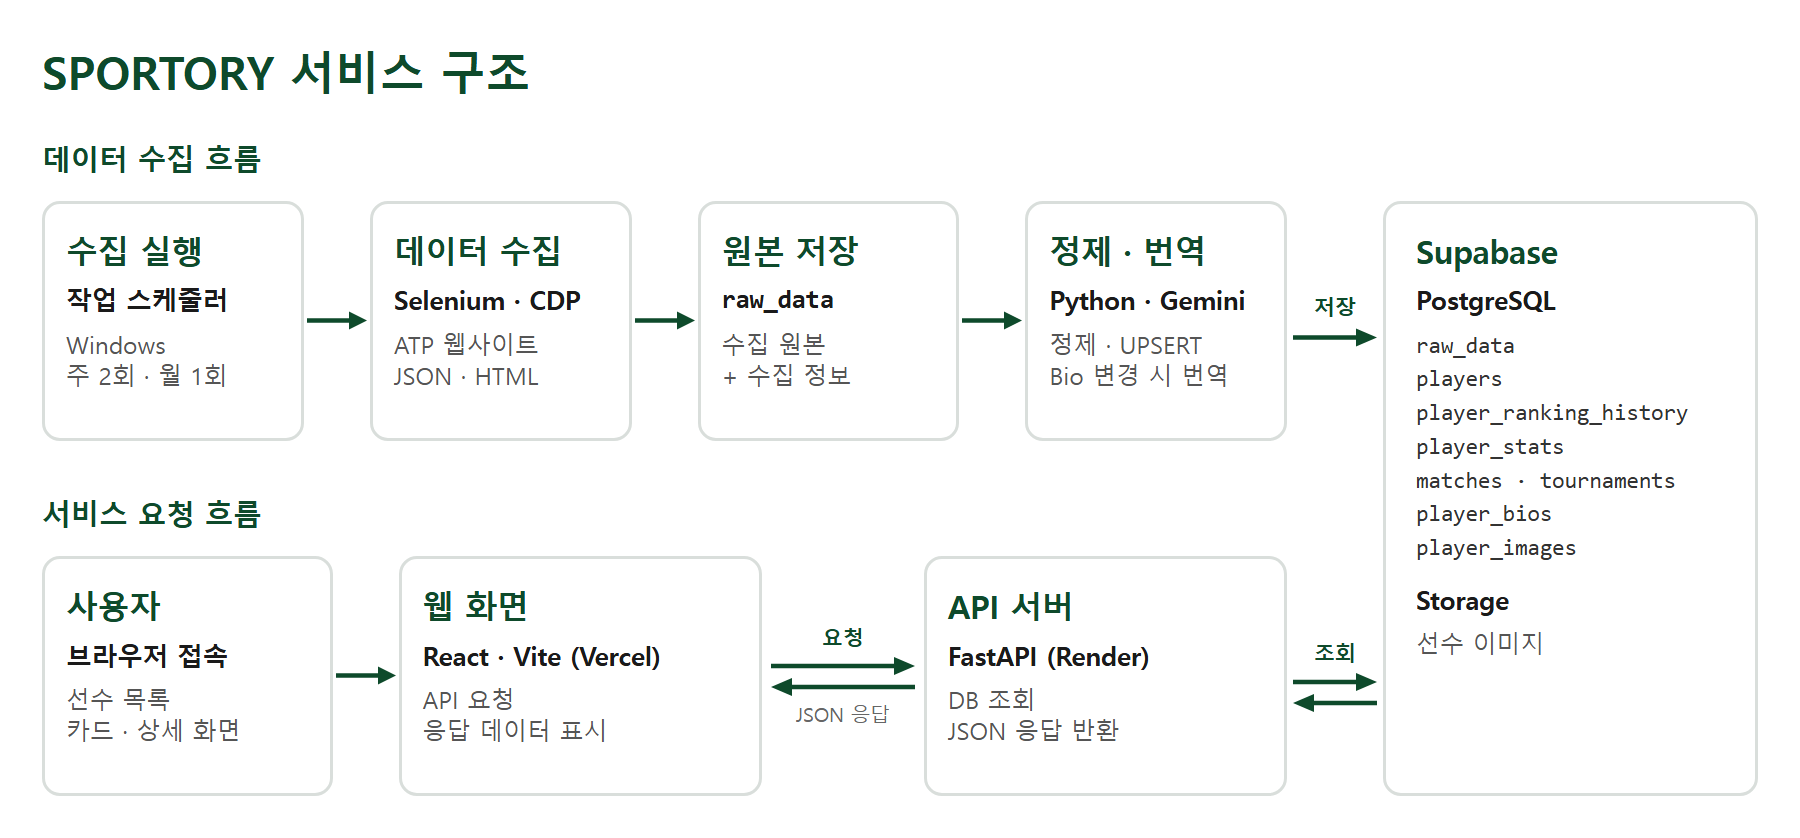 SPORTORY 서비스 구조
데이터 수집 흐름
수집 실행
작업 스케줄러
Windows
주 2회 · 월 1회
데이터 수집
Selenium · CDP
ATP 웹사이트
JSON · HTML
원본 저장
raw_data
수집 원본
+ 수집 정보
정제 · 번역
Python · Gemini
정제 · UPSERT
Bio 변경 시 번역
저장
Supabase
PostgreSQL
raw_data
players
player_ranking_history
player_stats
matches · tournaments
player_bios
player_images
Storage
선수 이미지
서비스 요청 흐름
사용자
브라우저 접속
선수 목록
카드 · 상세 화면
웹 화면
React · Vite (Vercel)
API 요청
응답 데이터 표시
요청
JSON 응답
API 서버
FastAPI (Render)
DB 조회
JSON 응답 반환
조회